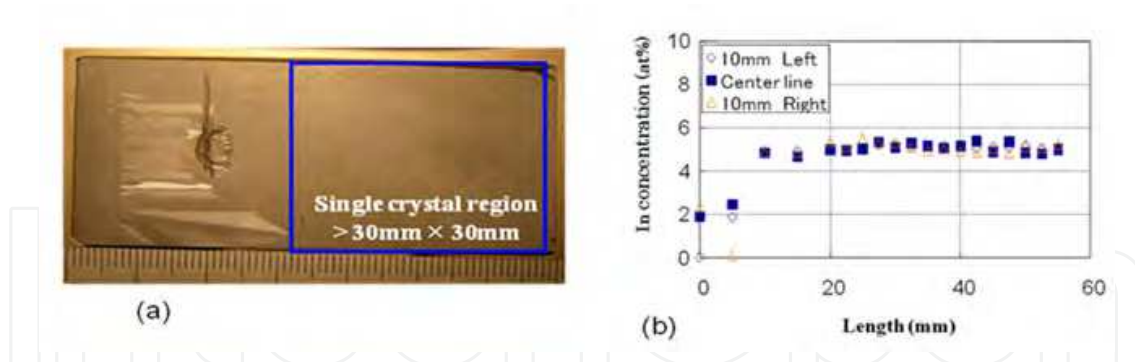 Single crystal region
>30mm × 30mm
(a)
In concentration (at%)
10
8
6
4
2
0
10mm Left
Center line
10mm Right
0
20
40
60
Length (mm)
(b)